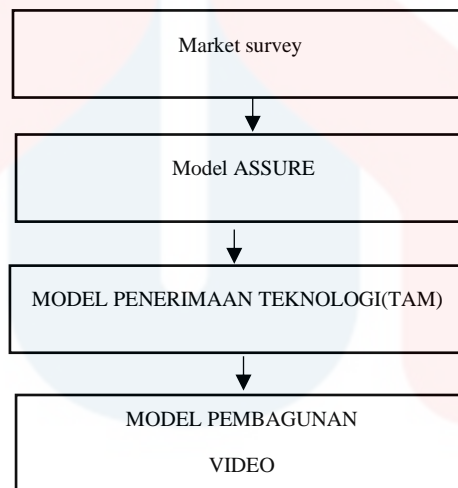 Market survey
Model ASSURE
MODEL PENERIMAAN TEKNOLOGI(TAM)
MODEL PEMBAGUNAN
VIDEO